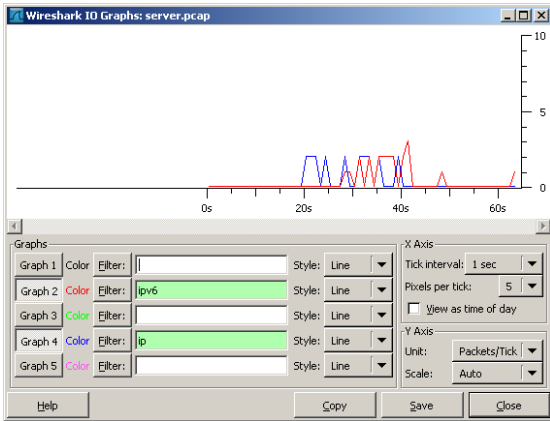 Wireshark IO Graphs: server.pcap
10
5
0
0s 20s 40s 60s
Graphs
Graph 1 Color Filter: Style: Line
Graph 2 Color Filter: ipv6 Style: Line
Graph 3 Color Filter: Style: Line
Graph 4 Color Filter: ip Style: Line
Graph 5 Color Filter: Style: Line
X Axis
Tick interval: 1 sec
Pixels per tick: 5
View as time of day
Y Axis
Unit: Packets/Tick
Scale: Auto
Help Copy Save Close